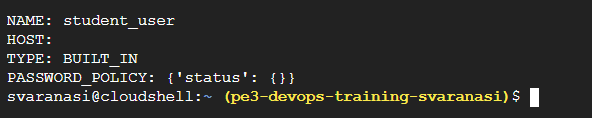 NAME: student_user
HOST:
TYPE: BUILT_IN
PASSWORD_POLICY: {'status': {}}
svaranasi@cloudshell:~ (pe3-devops-training-svaranasi)$